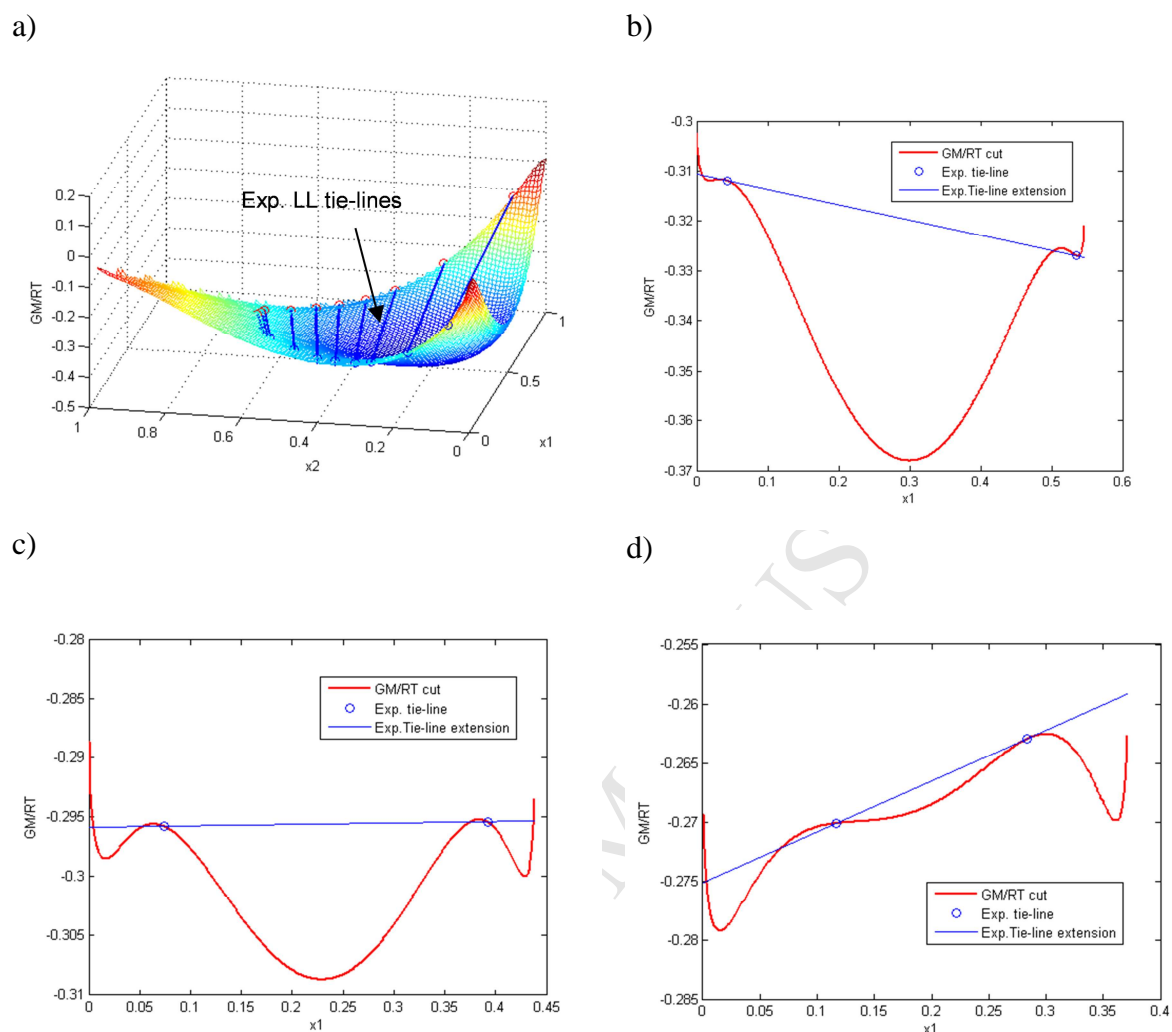 a)
Exp. LL tie-lines
GM/RT
0.2
0.1
0
-0.1
-0.2
-0.3
-0.4
-0.5
1
0.8
0.6
0.4
0.2
0
x2
0
0.5
1
x1
b)
GM/RT
-0.3
-0.31
-0.32
-0.33
-0.34
-0.35
-0.36
-0.37
GM/RT cut
Exp. tie-line
Exp.Tie-line extension
0
0.1
0.2
0.3
0.4
0.5
0.6
x1
c)
GM/RT
-0.28
-0.285
-0.29
-0.295
-0.3
-0.305
-0.31
GM/RT cut
Exp. tie-line
Exp.Tie-line extension
0
0.05
0.1
0.15
0.2
0.25
0.3
0.35
0.4
0.45
x1
d)
GM/RT
-0.255
-0.26
-0.265
-0.27
-0.275
-0.28
-0.285
GM/RT cut
Exp. tie-line
Exp.Tie-line extension
0
0.05
0.1
0.15
0.2
0.25
0.3
0.35
0.4
x1